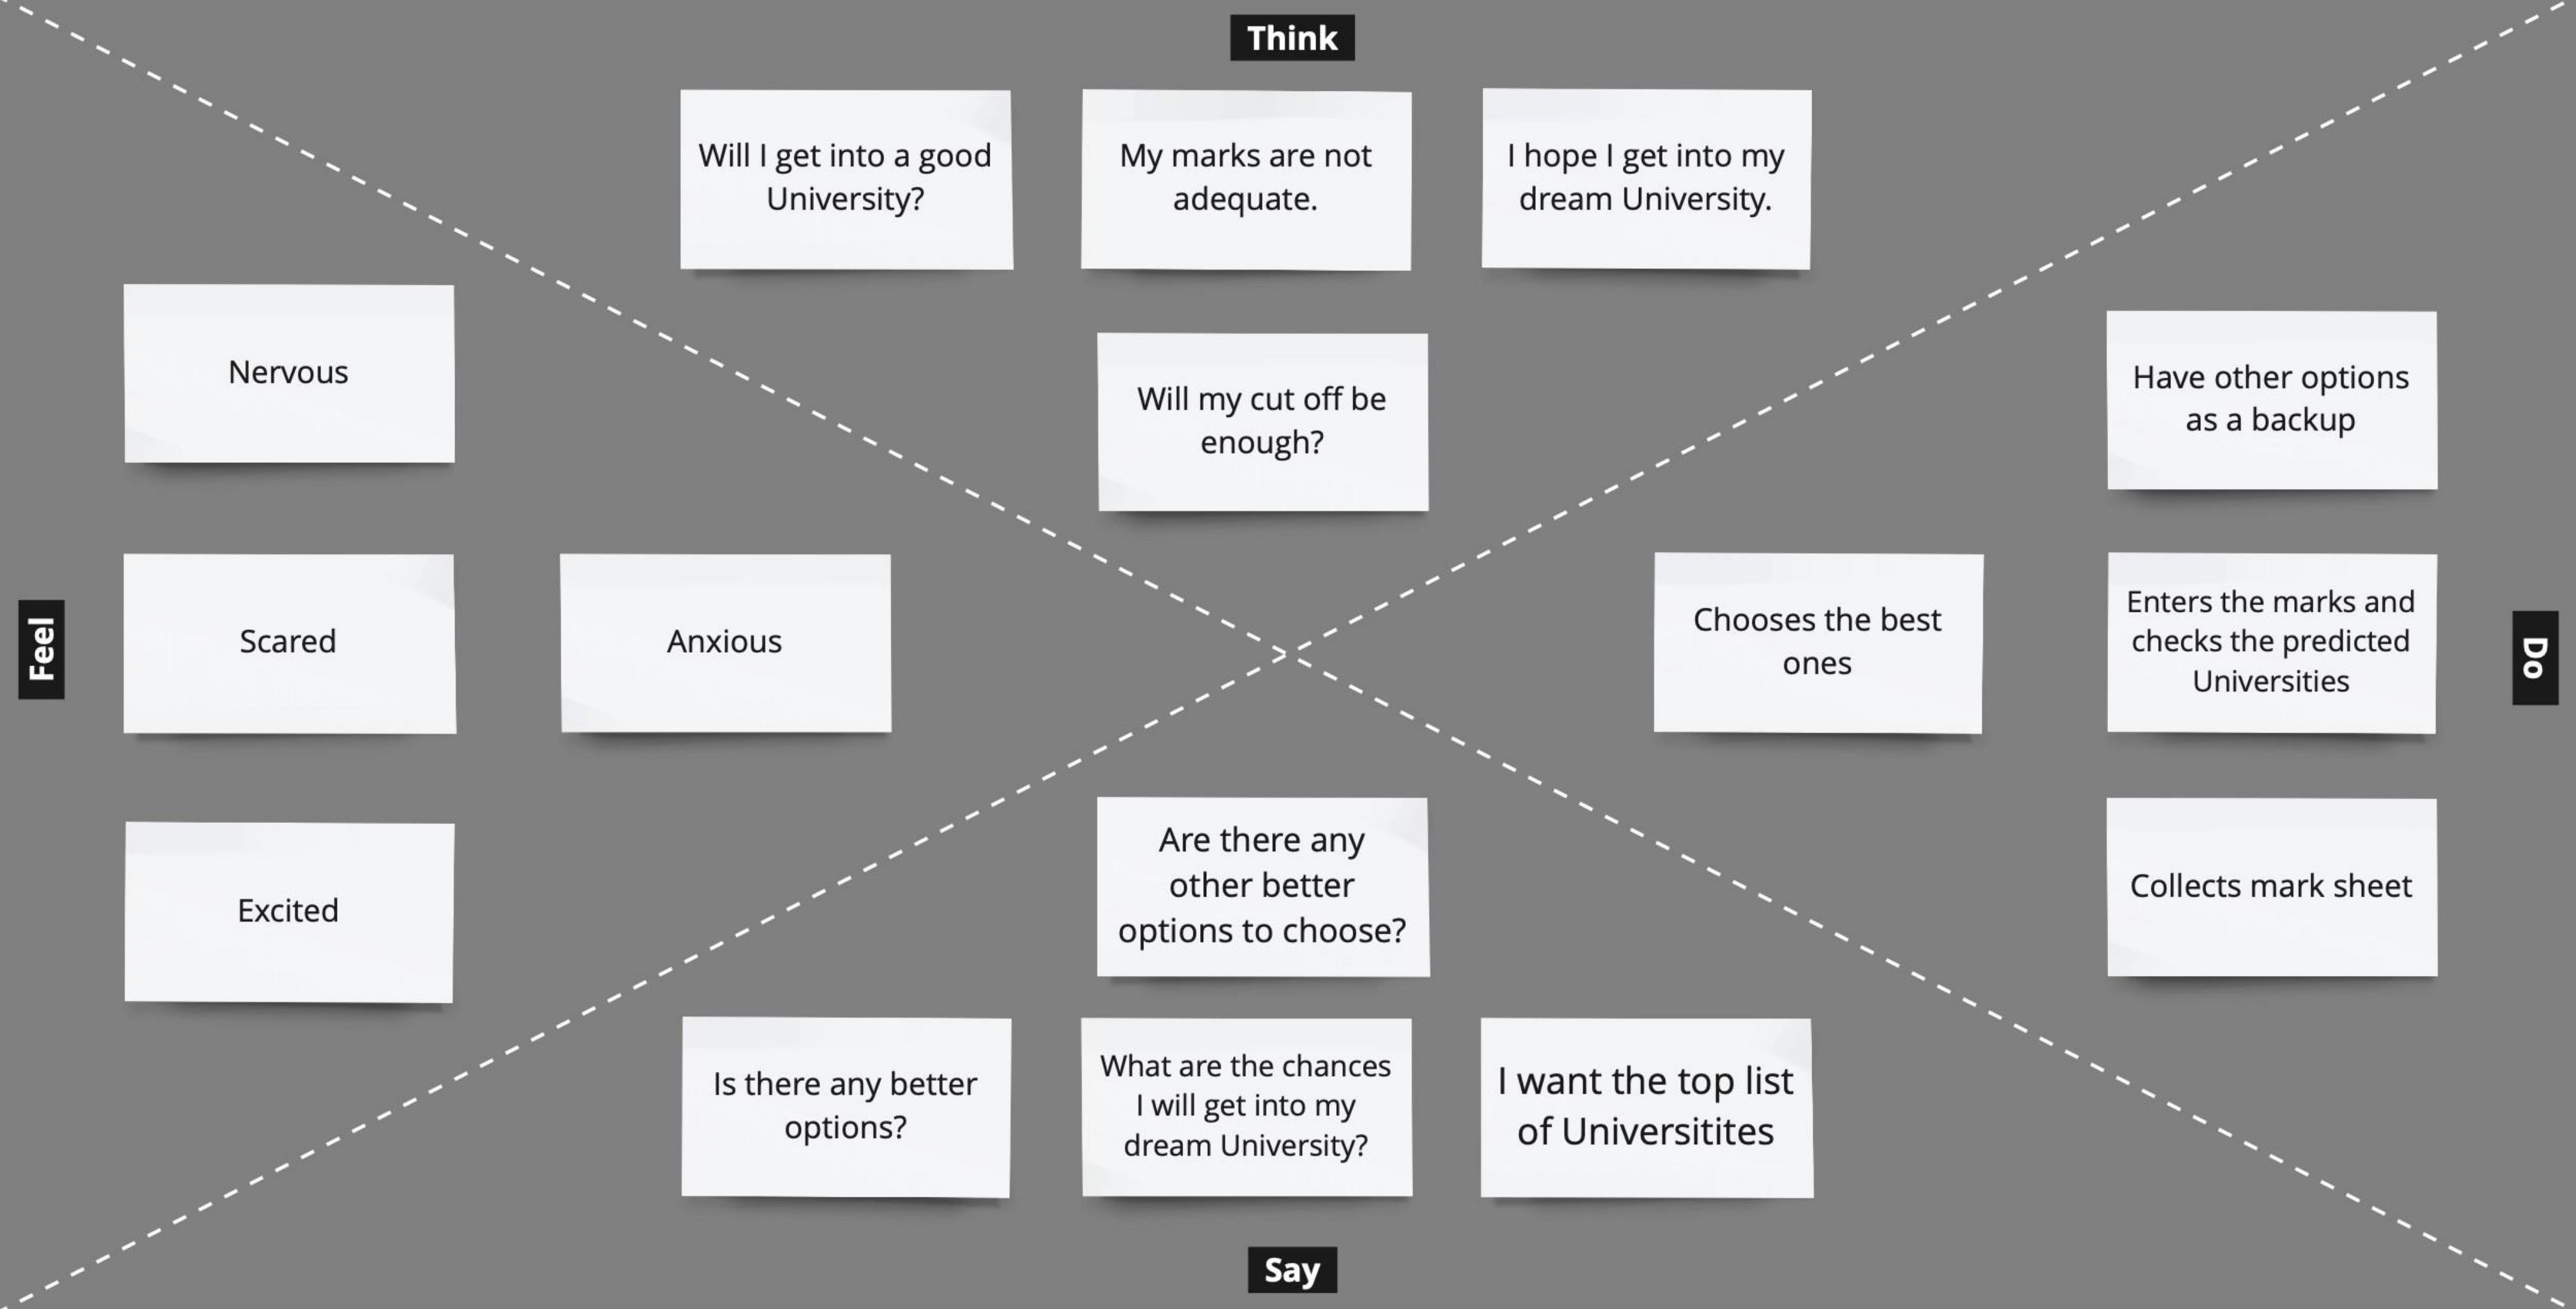 Think
Will I get into a good
University?
My marks are not
adequate.
I hope I get into my
dream University.
Will my cut off be
enough?
Feel
Nervous
Scared
Anxious
Excited
Have other options
as a backup
Chooses the best
ones
Enters the marks and
checks the predicted
Universities
Collects mark sheet
Do
Are there any
other better
options to choose?
Is there any better
options?
What are the chances
I will get into my
dream University?
I want the top list
of Universitites
Say